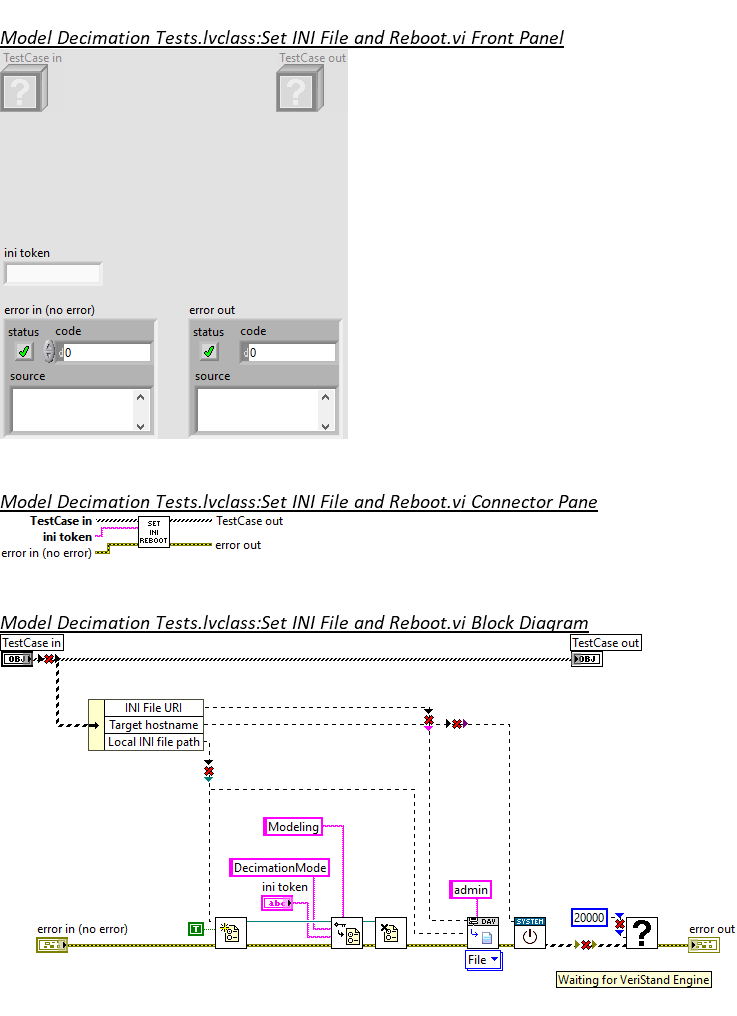 Model Decimation Tests.lvclass:Set INI File and Reboot.vi Front Panel
TestCase in
TestCase out
?
?
ini token
error in (no error)
error out
status
code
status
code
d0
d0
source
source
Model Decimation Tests.lvclass:Set INI File and Reboot.vi Connector Pane
TestCase in
SET
INI
REBOOT
TestCase out
ini token
error in (no error)
error out
Model Decimation Tests.lvclass:Set INI File and Reboot.vi Block Diagram
TestCase in
TestCase out
OBJ
OBJ
INI File URI
Target hostname
Local INI file path
Modeling
DecimationMode
ini token
abc
admin
error in (no error)
T
DAV
SYSTEM
20000
?
error out
File
Waiting for VeriStand Engine